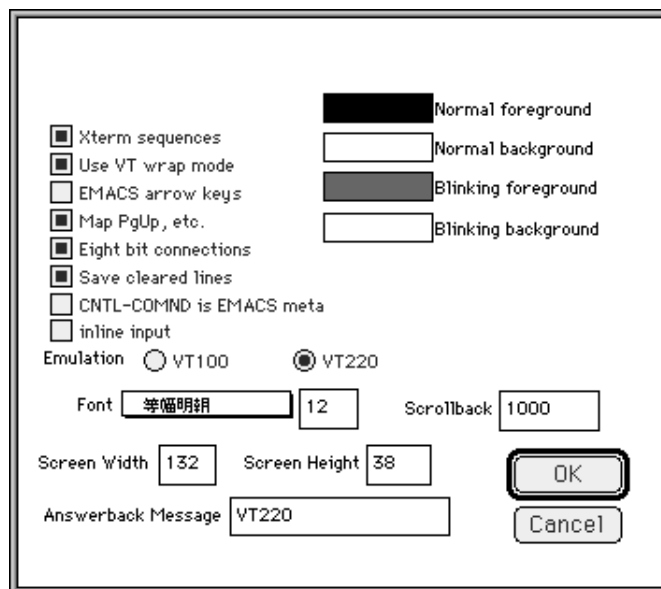 Normal foreground
Xterm sequences
Normal background
Use VT wrap mode
EMACS arrow keys
Blinking foreground
Map PgUp, etc.
Blinking background
Eight bit connections
Save cleared lines
CNTL-COMND is EMACS meta
inline input
Emulation VT100 VT220
Font 等幅明朝 12 Scrollback 1000
Screen Width 132 Screen Height 38
OK
Answerback Message VT220
Cancel